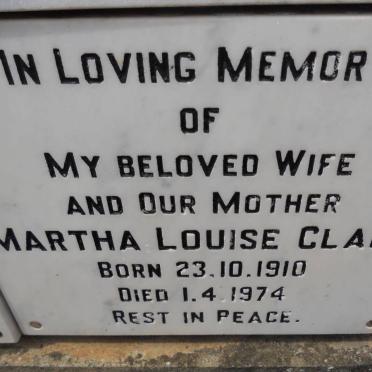 IN LOVING MEMOR
OF
MY BELOVED WIFE
AND OUR MOTHER
MARTHA LOUISE
BORN 23.10.1910
DIED 1.4.1974
REST IN PEACE.